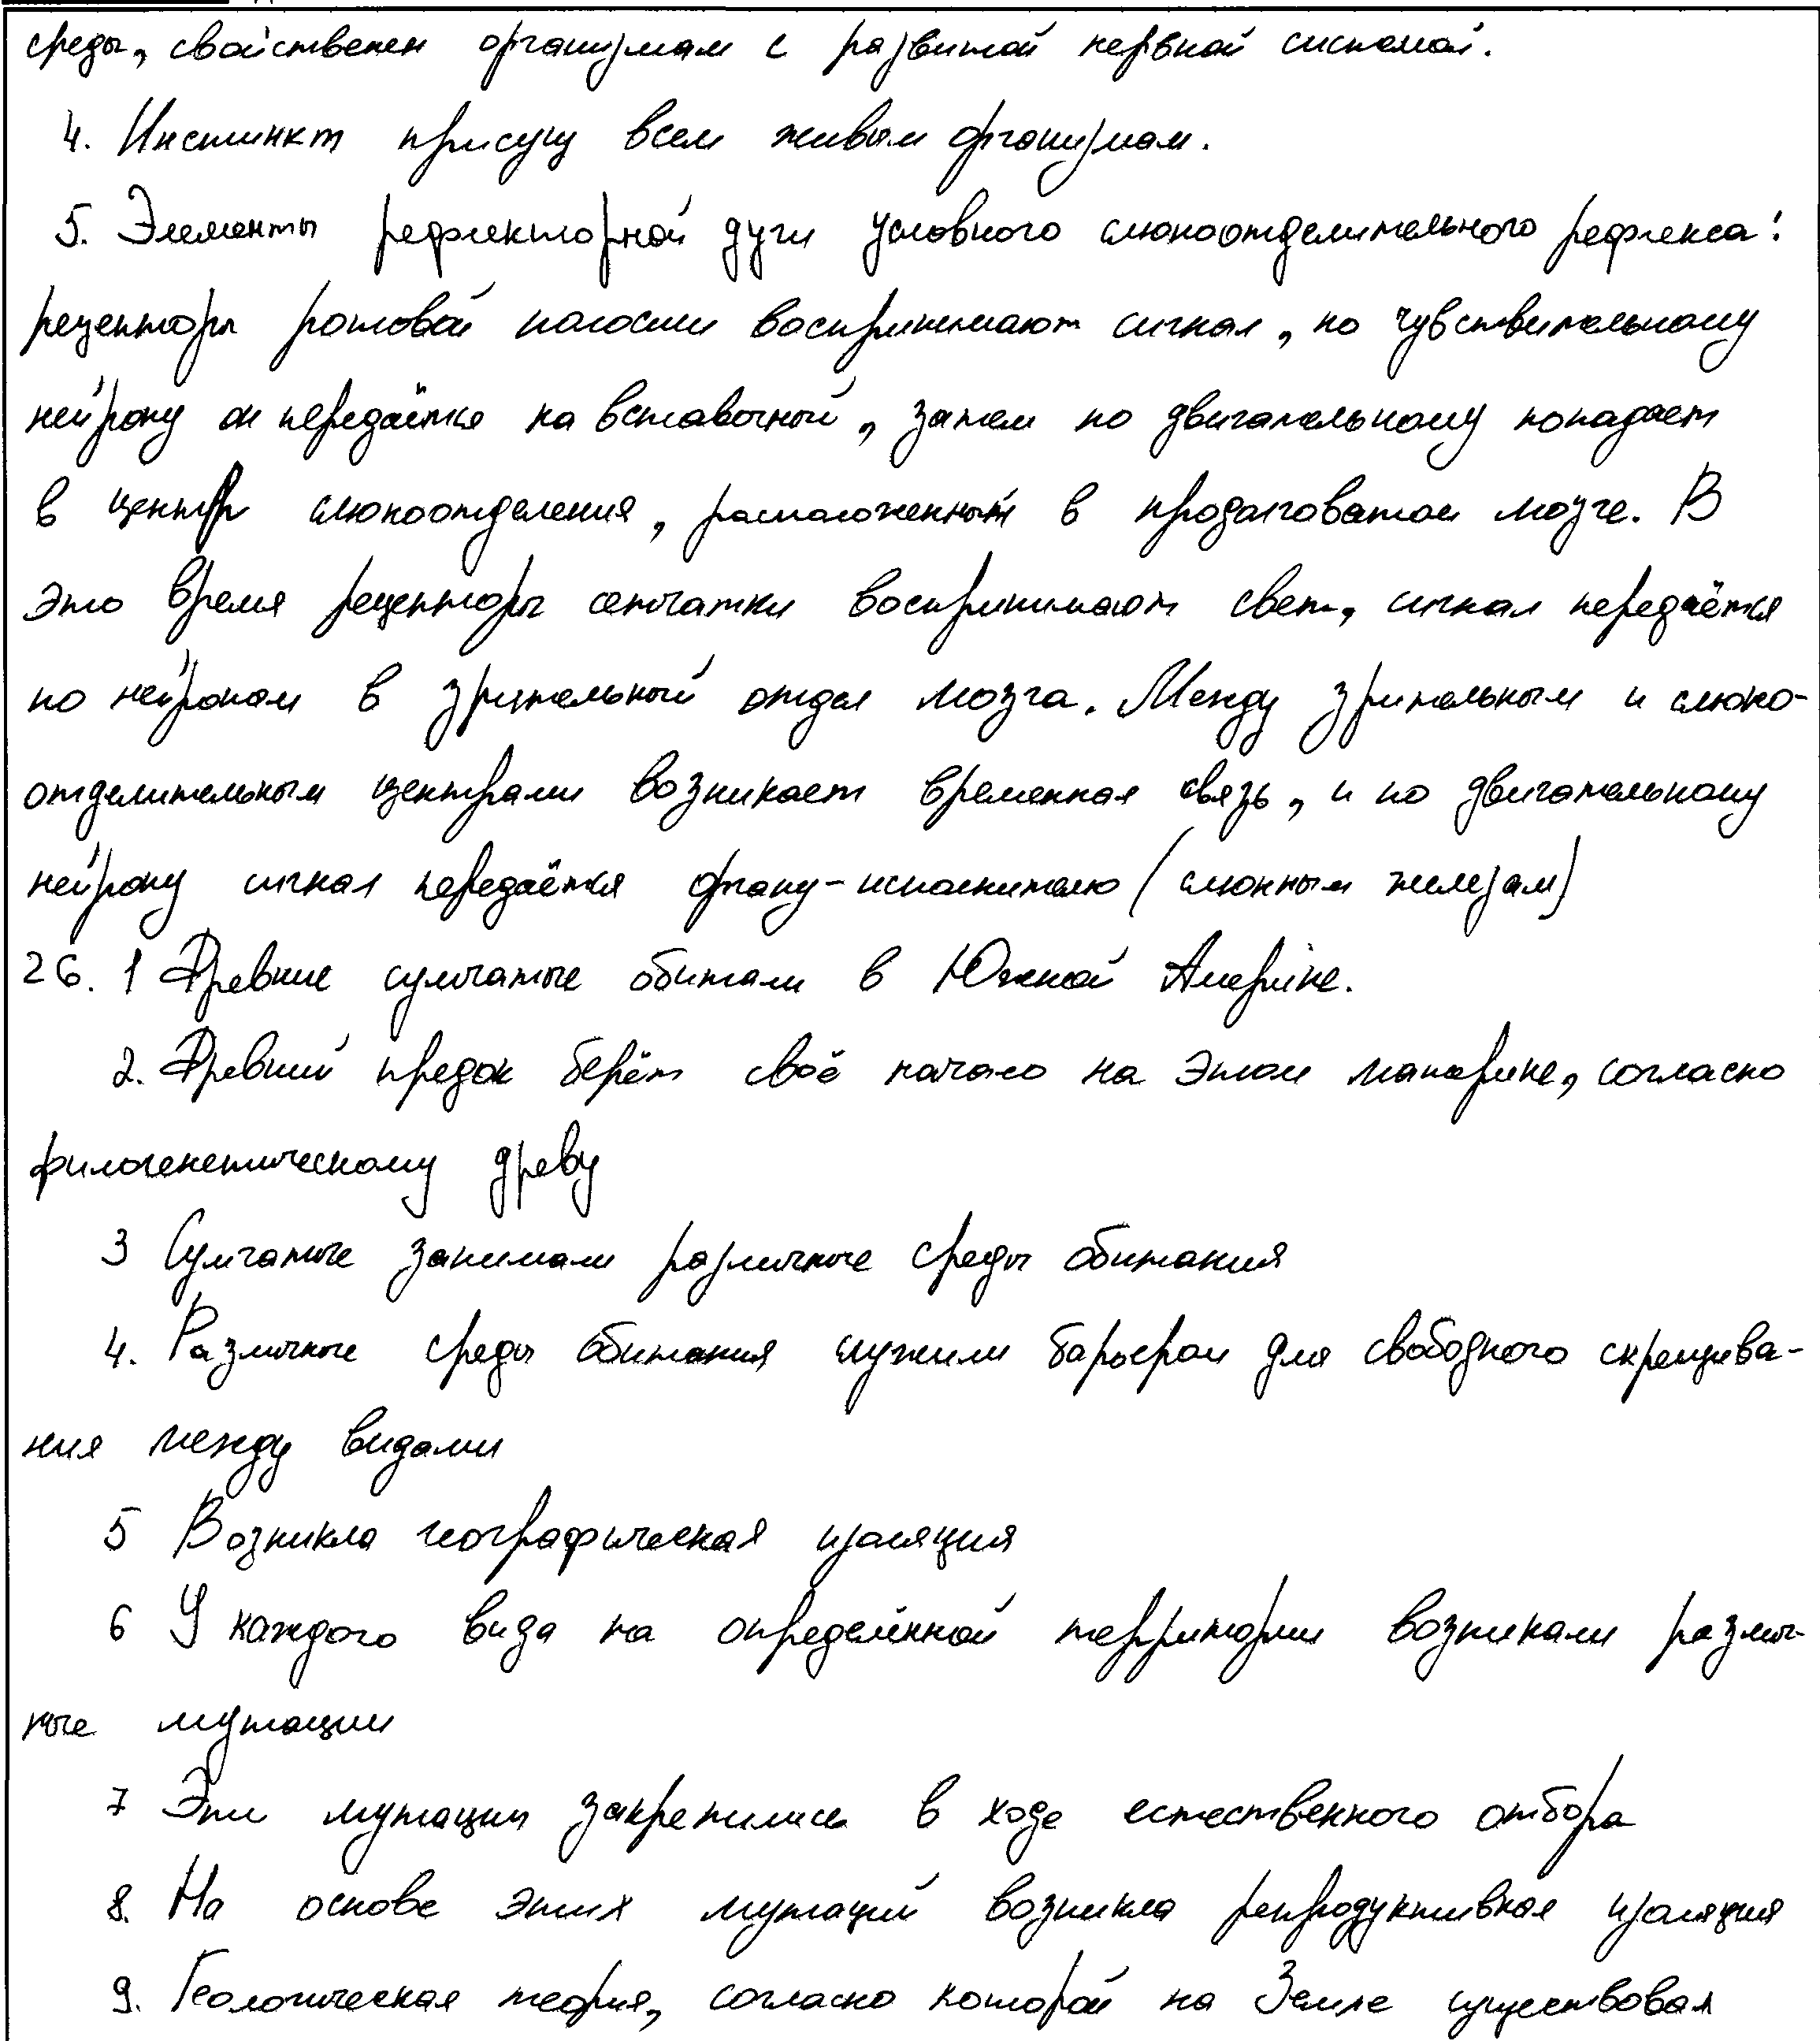 среды, свойственен организмам с развитой нервной системой.
4. Инстинкт присущ всем живым организмам.
5. Элементы рефлекторной дуги условного слюноотделительного рефлекса:
рецепторы ротовой полости воспринимают сигнал, по чувствительному
нейрону он передаётся на вставочный, затем по двигательному попадает
в центр слюноотделения, расположенный в продолговатом мозге. В
это время рецепторы сетчатки воспринимают свет, сигнал передаётся
по нейронам в зрительный отдел мозга. Между зрительным и слюно-
отделительным центрами возникает временная связь, и по двигательному
нейрону сигнал передаётся органу-исполнителю (слюнным железам)
26. 1 Древние сумчатые обитали в Южной Америке.
2. Древний предок берёт своё начало на этом материке, согласно
филогенетическому древу
3 Сумчатые занимали различные среды обитания
4. Различные среды обитания служили барьером для свободного скрещива-
ния между видами
5 Возникла географическая изоляция
6 У каждого вида на определённой территории возникали различ-
ные мутации
7 Эти мутации закрепились в ходе естественного отбора
8. На основе этих мутаций возникла репродуктивная изоляция
9. Геологическая теория, согласно которой на Земле существовал